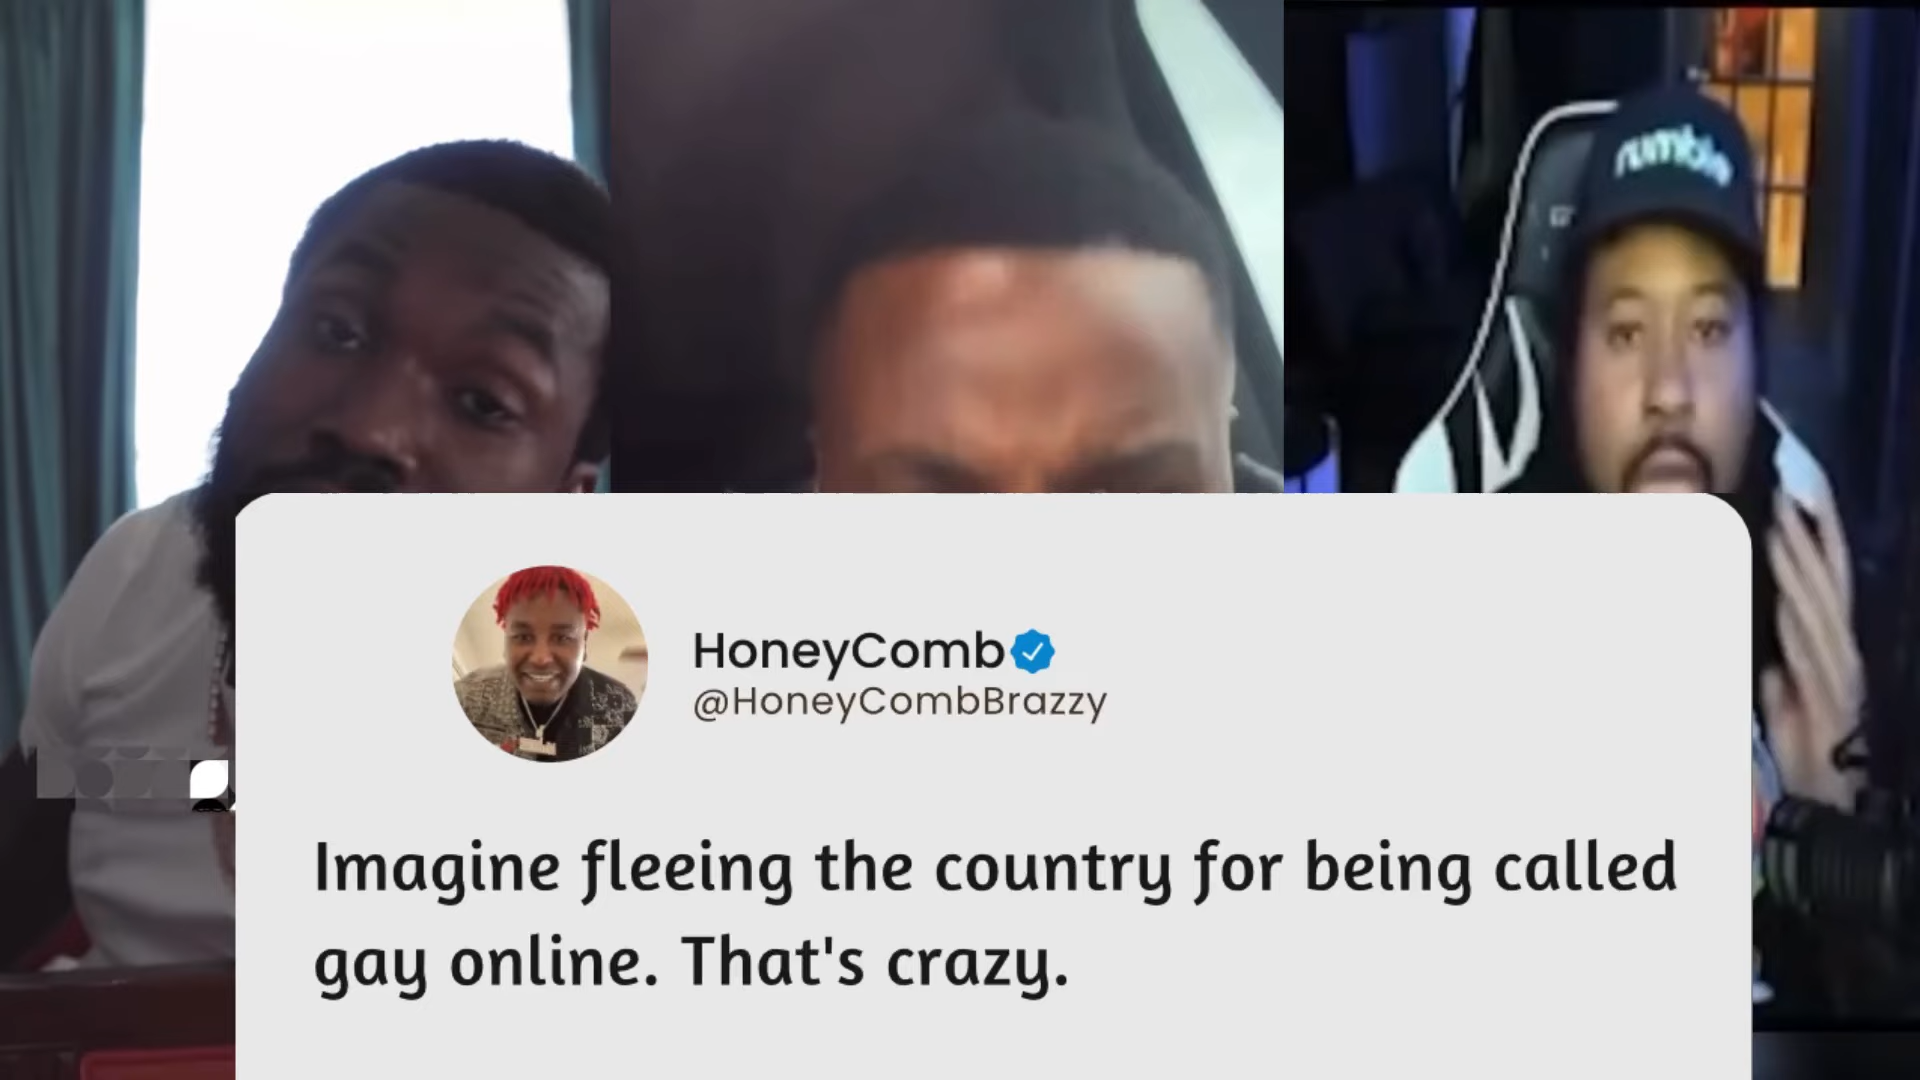 rumble
HoneyComb
@HoneyCombBrazzy
Imagine fleeing the country for being called
gay online. That's crazy.